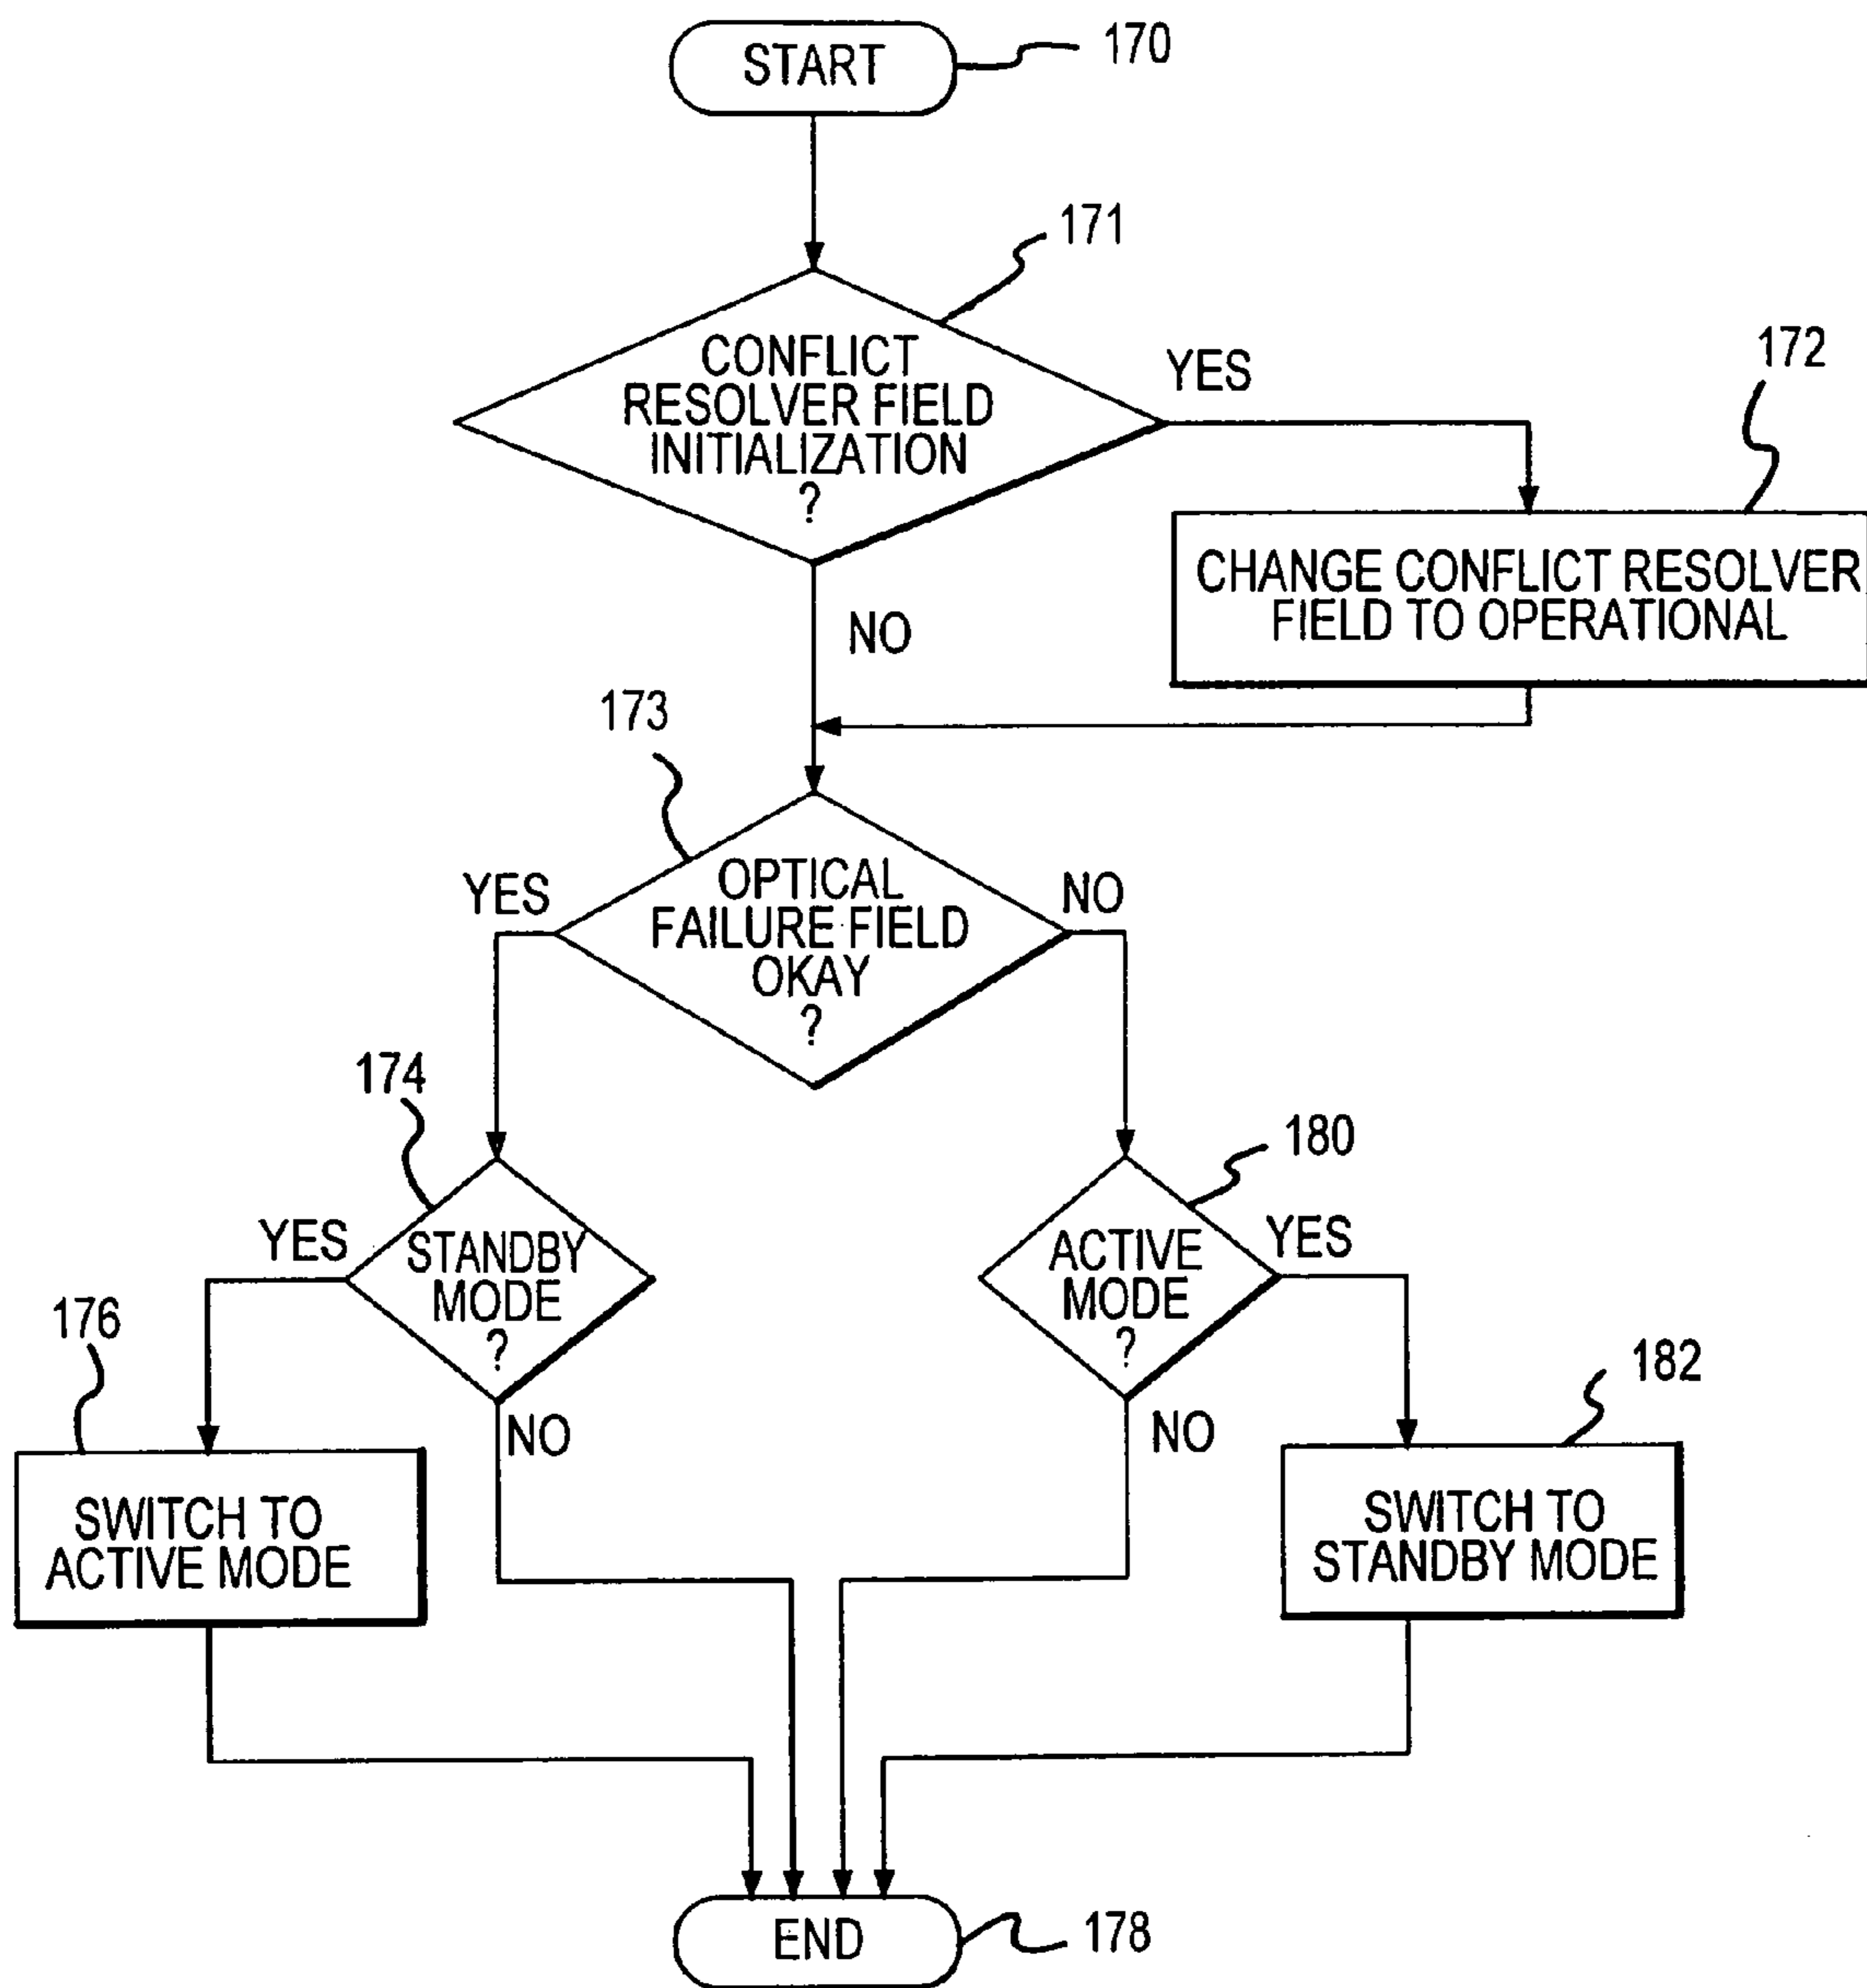 START
170
171
CONFLICT
RESOLVER FIELD
INITIALIZATION
?
YES
172
CHANGE CONFLICT RESOLVER
FIELD TO OPERATIONAL
NO
173
YES
OPTICAL
FAILURE FIELD
OKAY
?
NO
174
180
YES
STANDBY
MODE
?
ACTIVE
MODE
?
YES
176
182
NO
NO
SWITCH TO
ACTIVE MODE
SWITCH TO
STANDBY MODE
END
178